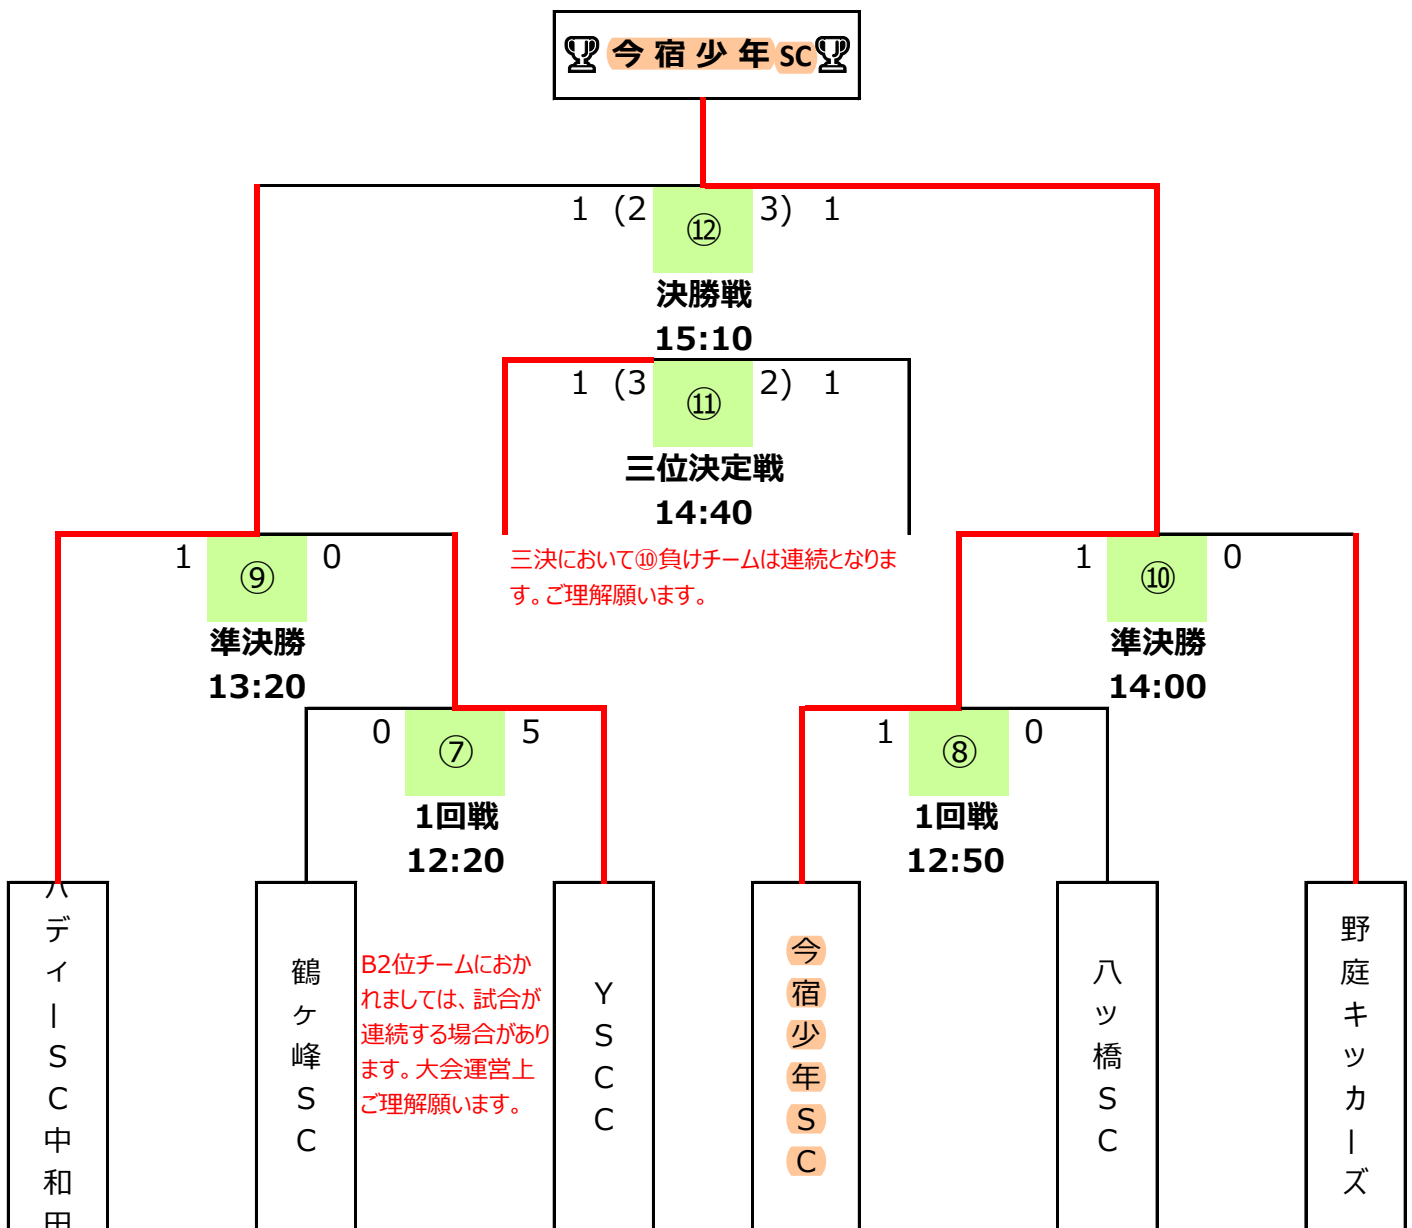 今宿少年SC
1 (2 ⑫ 3) 1
決勝戦
15:10
1 (3 ⑪ 2) 1
三位決定戦
14:40
三決において⑩負けチームは連続となりま
す。ご理解願います。
1 ⑨ 0
準決勝
13:20
1 ⑩ 0
準決勝
14:00
0 ⑦ 5
1回戦
12:20
1 ⑧ 0
1回戦
12:50
ハディーSC中和田
鶴ヶ峰SC
B2位チームにおか
れましては、試合が
連続する場合があり
ます。大会運営上
ご理解願います。
YSCC
今宿少年SC
八ッ橋SC
野庭キッカーズ